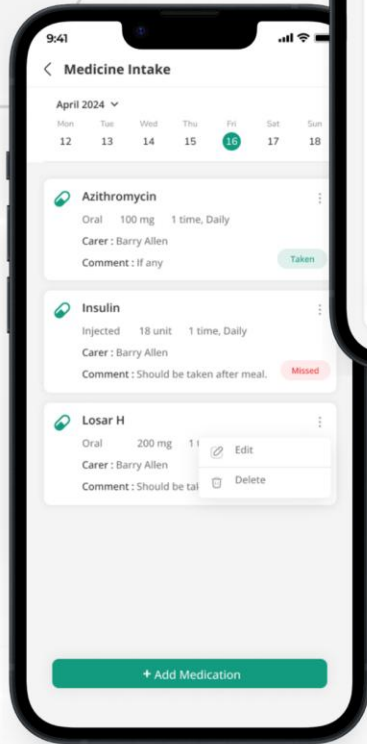 9:41
Medicine Intake
April 2024
Mon Tue Wed Thu Fri Sat Sun
12 13 14 15 16 17 18
Azithromycin
Oral 100 mg 1 time, Daily
Carer : Barry Allen
Comment : If any
Taken
Insulin
Injected 18 unit 1 time, Daily
Carer : Barry Allen
Comment : Should be taken after meal.
Missed
Losar H
Oral 200 mg 1
Edit
Carer : Barry Allen
Delete
Comment : Should be
+ Add Medication